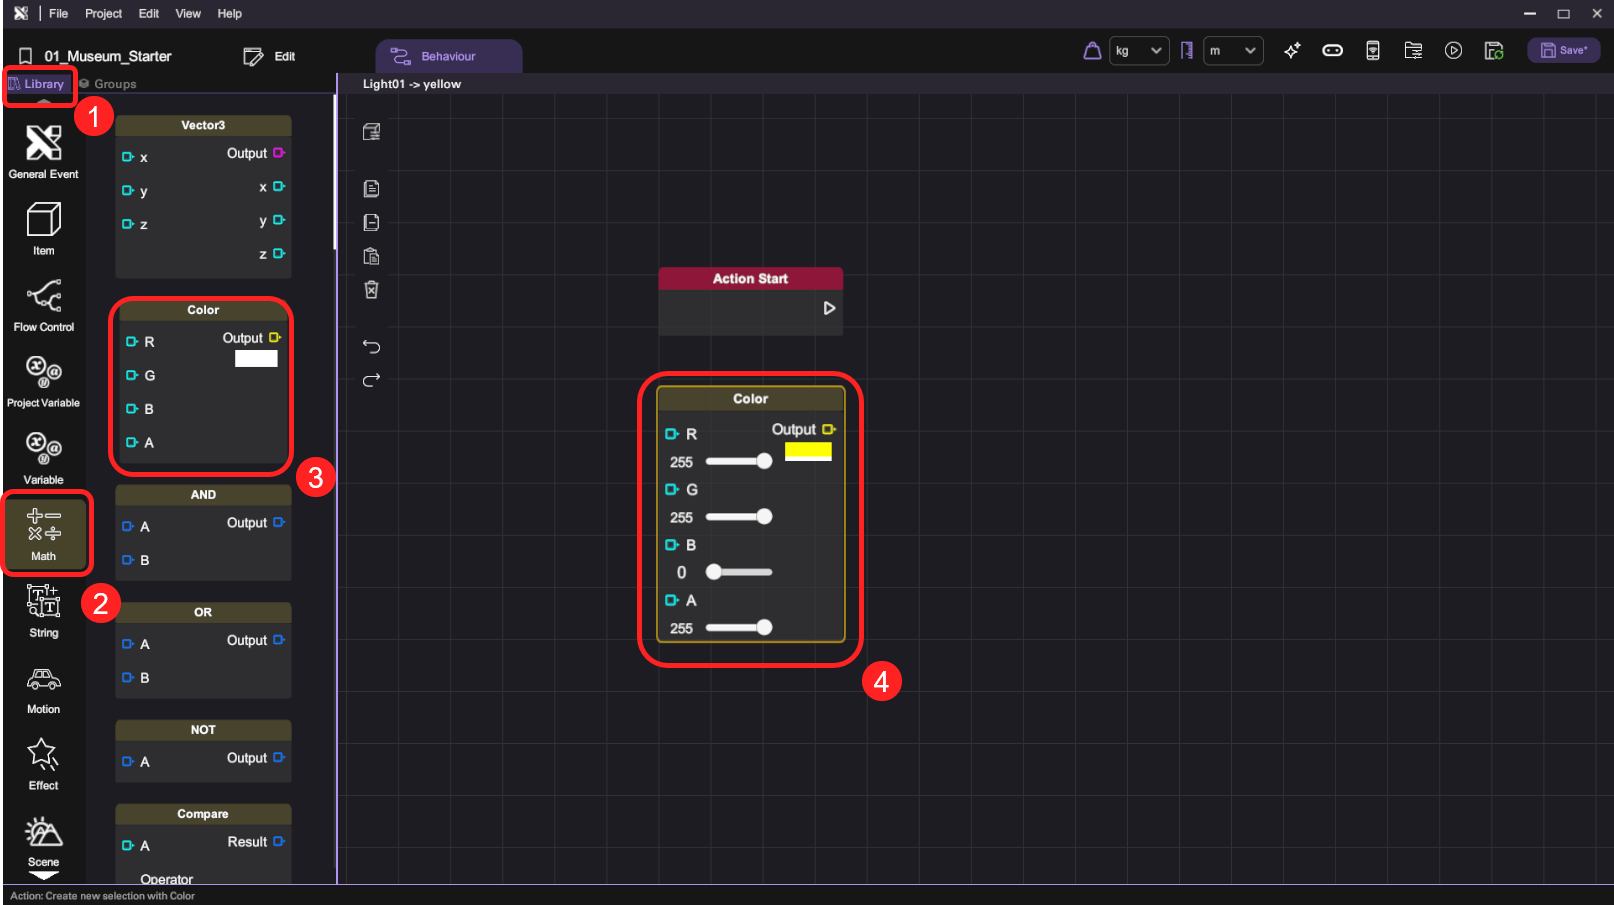 File Project Edit View Help
01_Museum_Starter
Edit
Behaviour
kg
m
Save*
Library
Groups
Light01 -> yellow
1
General Event
Item
Flow Control
Project Variable
Variable
Math
2
String
Motion
Effect
Scene
Vector3
x Output
y x
z y
z
Color
R Output
G
B
A
3
AND
A Output
B
OR
A Output
B
NOT
A Output
Compare
A Result
Operator
Action Start
Color
R Output
255
G
255
B
0
A
255
4
Action: Create new selection with Color